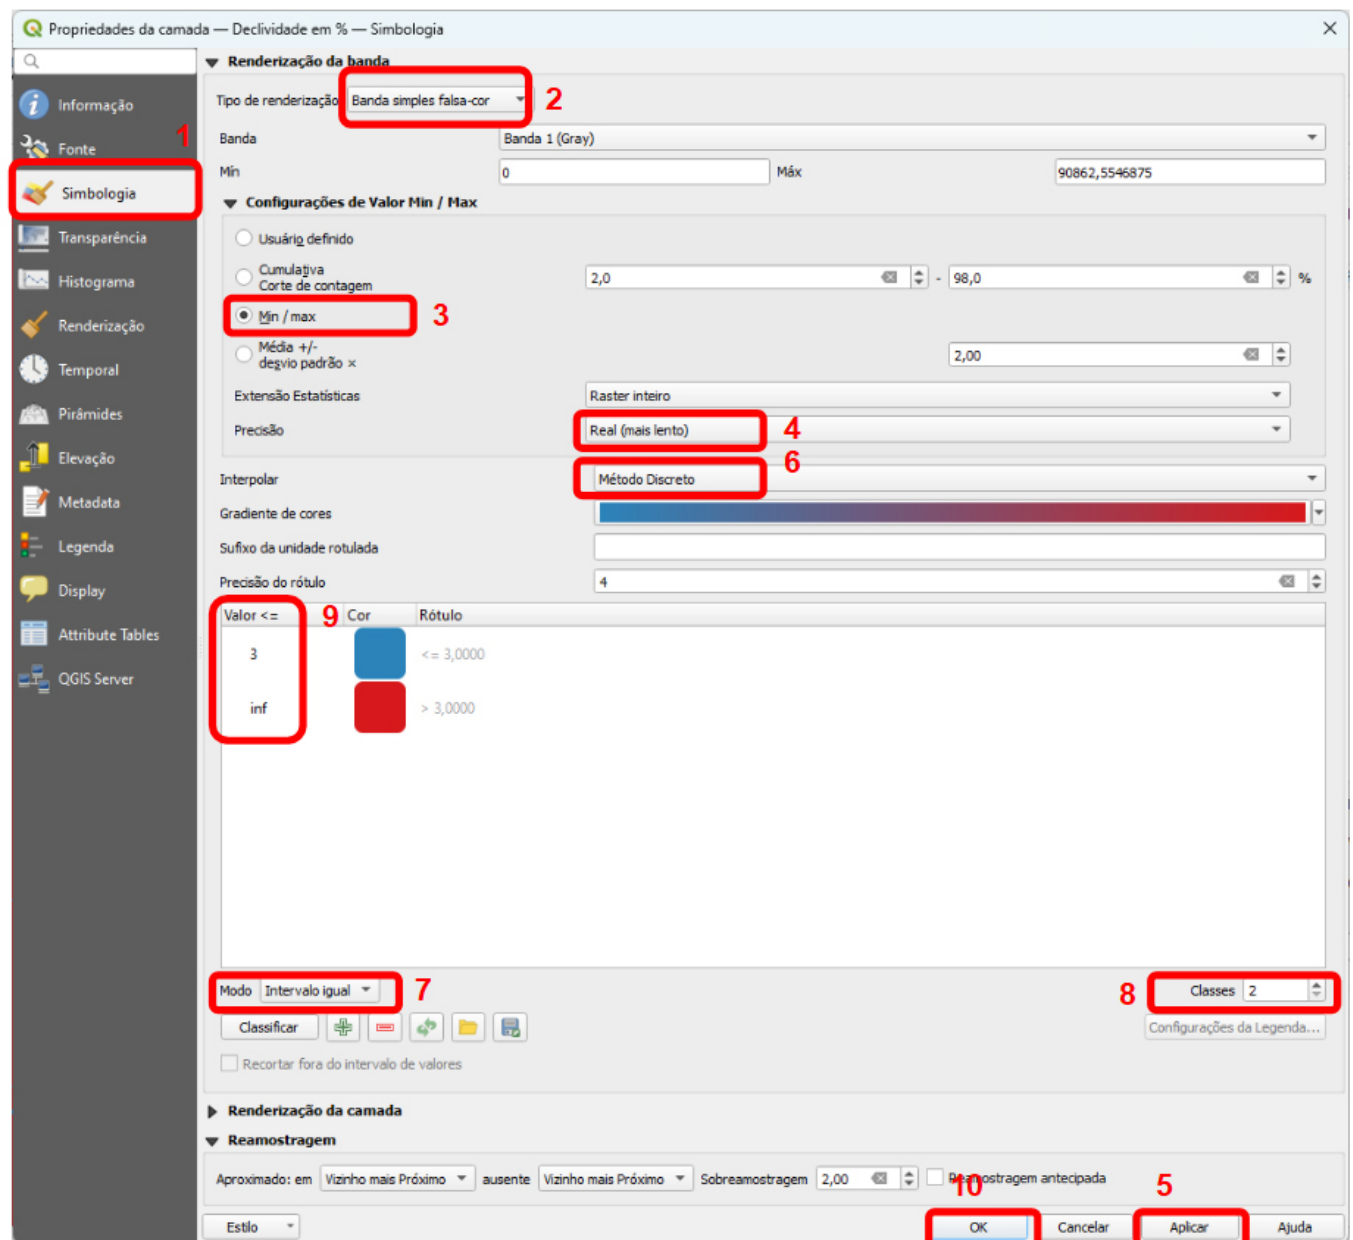 Propriedades da camada — Declividade em % — Simbologia
Renderização da banda
Tipo de renderização Banda simples falsa-cor 2
Informação
Banda Banda 1 (Gray)
1
Fonte
Mín 0 Máx 90862,5546875
Simbologia
Configurações de Valor Min / Max
Transparência
Usuário definido
Cumulativa
Corte de contagem 2,0 - 98,0 %
Histograma
Min / max 3
Renderização
Média +/-
desvio padrão × 2,00
Temporal
Extensão Estatísticas Raster inteiro
Pirâmides
Precisão Real (mais lento) 4
Elevação
6
Interpolar Método Discreto
Metadata
Gradiente de cores
Legenda
Sufixo da unidade rotulada
Precisão do rótulo 4
Display
Valor <= 9 Cor Rótulo
Attribute Tables
3 <= 3,0000
QGIS Server
inf > 3,0000
Modo Intervalo igual 7 8 Classes 2
Classificar Configurações da Legenda...
Recortar fora do intervalo de valores
Renderização da camada
Reamostragem
Aproximado: em Vizinho mais Próximo ausente Vizinho mais Próximo Sobreamostragem 2,00 Reamostragem antecipada
10 5
Estilo OK Cancelar Aplicar Ajuda